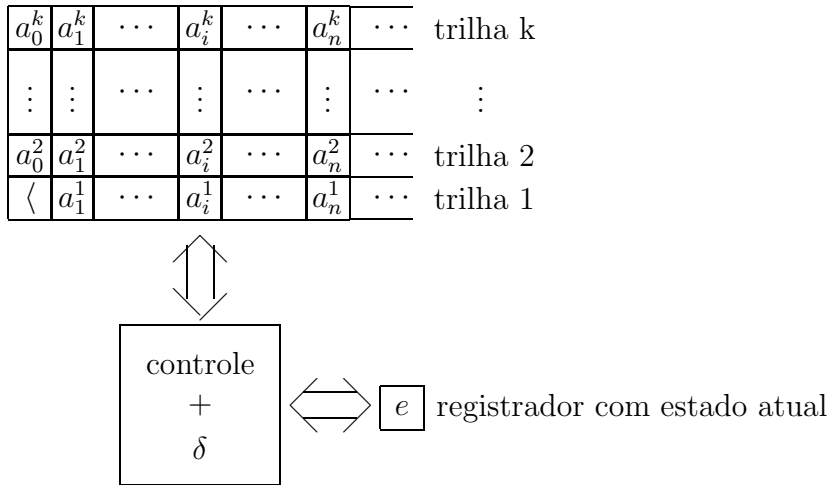 a₀ᵏ a₁ᵏ ⋯ aᵢᵏ ⋯ aₙᵏ ⋯ trilha k
⋮ ⋮ ⋯ ⋮ ⋯ ⋮ ⋯ ⋮
a₀² a₁² ⋯ aᵢ² ⋯ aₙ² ⋯ trilha 2
⟨ a₁¹ ⋯ aᵢ¹ ⋯ aₙ¹ ⋯ trilha 1
controle
+
δ
e registrador com estado atual